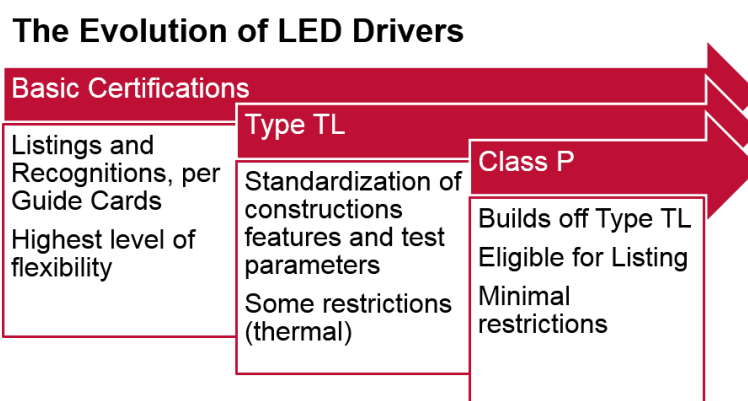 The Evolution of LED Drivers
Basic Certifications
Listings and
Recognitions, per
Guide Cards
Highest level of
flexibility
Type TL
Standardization of
constructions
features and test
parameters
Some restrictions
(thermal)
Class P
Builds off Type TL
Eligible for Listing
Minimal
restrictions